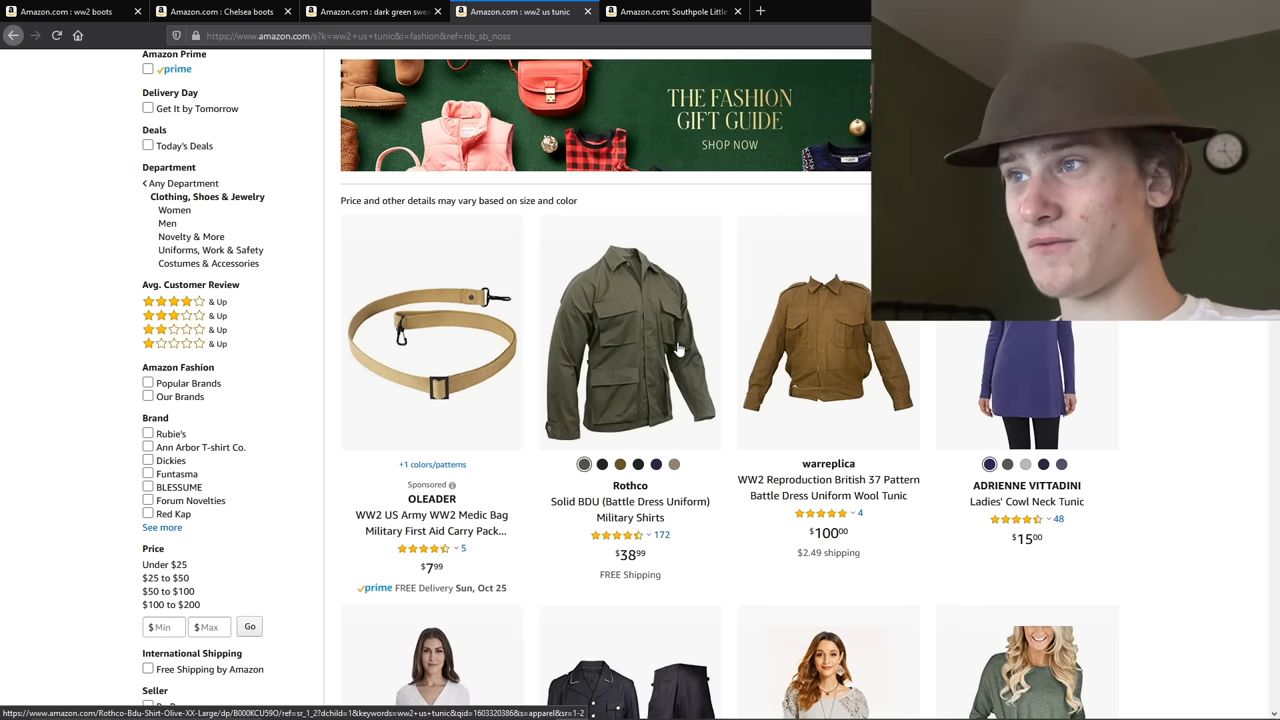 Amazon.com : ww2 boots
Amazon.com : Chelsea boots
Amazon.com : dark green swea
Amazon.com : ww2 us tunic
Amazon.com: Southpole Little
https://www.amazon.com/s?k=ww2+us+tunic&i=fashion&ref=nb_sb_noss
Amazon Prime
prime
Delivery Day
Get It by Tomorrow
Deals
Today's Deals
Department
Any Department
Clothing, Shoes & Jewelry
Women
Men
Novelty & More
Uniforms, Work & Safety
Costumes & Accessories
Avg. Customer Review
& Up
& Up
& Up
& Up
Amazon Fashion
Popular Brands
Our Brands
Brand
Rubie's
Ann Arbor T-shirt Co.
Dickies
Funtasma
BLESSUME
Forum Novelties
Red Kap
See more
Price
Under $25
$25 to $50
$50 to $100
$100 to $200
$ Min $ Max Go
International Shipping
Free Shipping by Amazon
Seller
THE FASHION
GIFT GUIDE
SHOP NOW
Price and other details may vary based on size and color
+1 colors/patterns
Sponsored
OLEADER
WW2 US Army WW2 Medic Bag
Military First Aid Carry Pack...
5
$7.99
prime FREE Delivery Sun, Oct 25
Rothco
Solid BDU (Battle Dress Uniform)
Military Shirts
172
$38.99
FREE Shipping
warreplica
WW2 Reproduction British 37 Pattern
Battle Dress Uniform Wool Tunic
4
$100.00
$2.49 shipping
ADRIENNE VITTADINI
Ladies' Cowl Neck Tunic
48
$15.00
https://www.amazon.com/Rothco-Bdu-Shirt-Olive-XX-Large/dp/B000KCU59O/ref=sr_1_2?dchild=1&keywords=ww2+us+tunic&qid=1603320386&s=apparel&sr=1-2